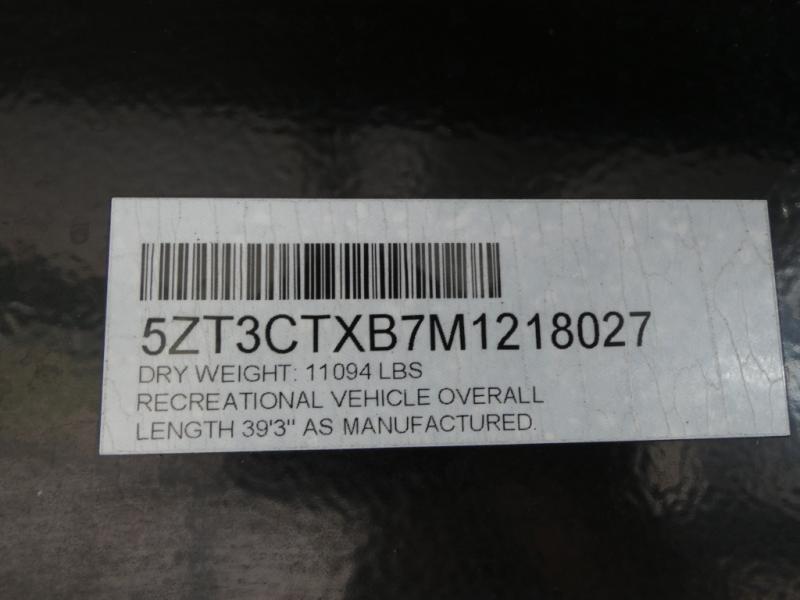 5ZT3CTXB7M1218027
DRY WEIGHT: 11094 LBS
RECREATIONAL VEHICLE OVERALL
LENGTH 39'3" AS MANUFACTURED.